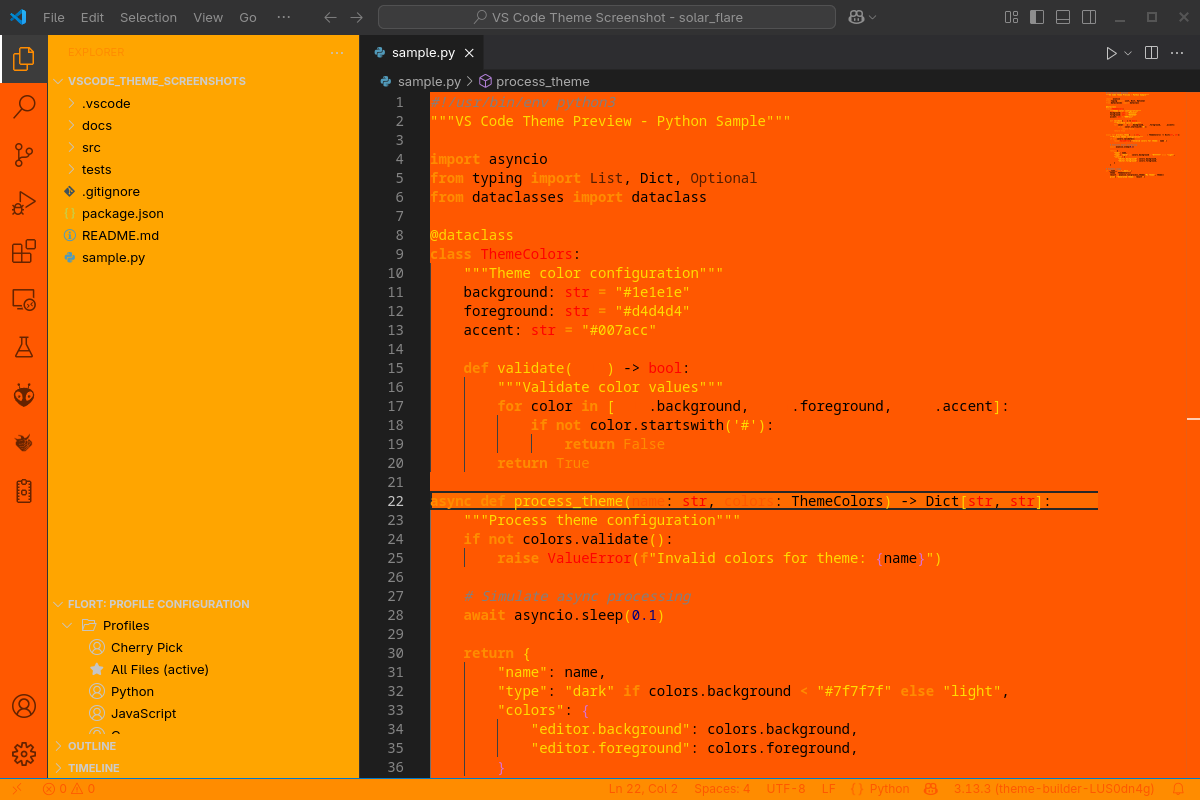 File Edit Selection View Go ··· VS Code Theme Screenshot - solar_flare
EXPLORER ···
VSCODE_THEME_SCREENSHOTS
.vscode
docs
src
tests
.gitignore
package.json
README.md
sample.py
FLORT: PROFILE CONFIGURATION
Profiles
Cherry Pick
All Files (active)
Python
JavaScript
OUTLINE
TIMELINE
sample.py
sample.py > process_theme
1 #!/usr/bin/env python3
2 """VS Code Theme Preview - Python Sample"""
3
4 import asyncio
5 from typing import List, Dict, Optional
6 from dataclasses import dataclass
7
8 @dataclass
9 class ThemeColors:
10 """Theme color configuration"""
11 background: str = "#1e1e1e"
12 foreground: str = "#d4d4d4"
13 accent: str = "#007acc"
14
15 def validate( ) -> bool:
16 """Validate color values"""
17 for color in [ .background, .foreground, .accent]:
18 if not color.startswith('#'):
19 return False
20 return True
21
22 async def process_theme(name: str, colors: ThemeColors) -> Dict[str, str]:
23 """Process theme configuration"""
24 if not colors.validate():
25 raise ValueError(f"Invalid colors for theme: {name}")
26
27 # Simulate async processing
28 await asyncio.sleep(0.1)
29
30 return {
31 "name": name,
32 "type": "dark" if colors.background < "#7f7f7f" else "light",
33 "colors": {
34 "editor.background": colors.background,
35 "editor.foreground": colors.foreground,
36 }
0 0 Ln 22, Col 2 Spaces: 4 UTF-8 LF { } Python 3.13.3 (theme-builder-LUS0dn4g)